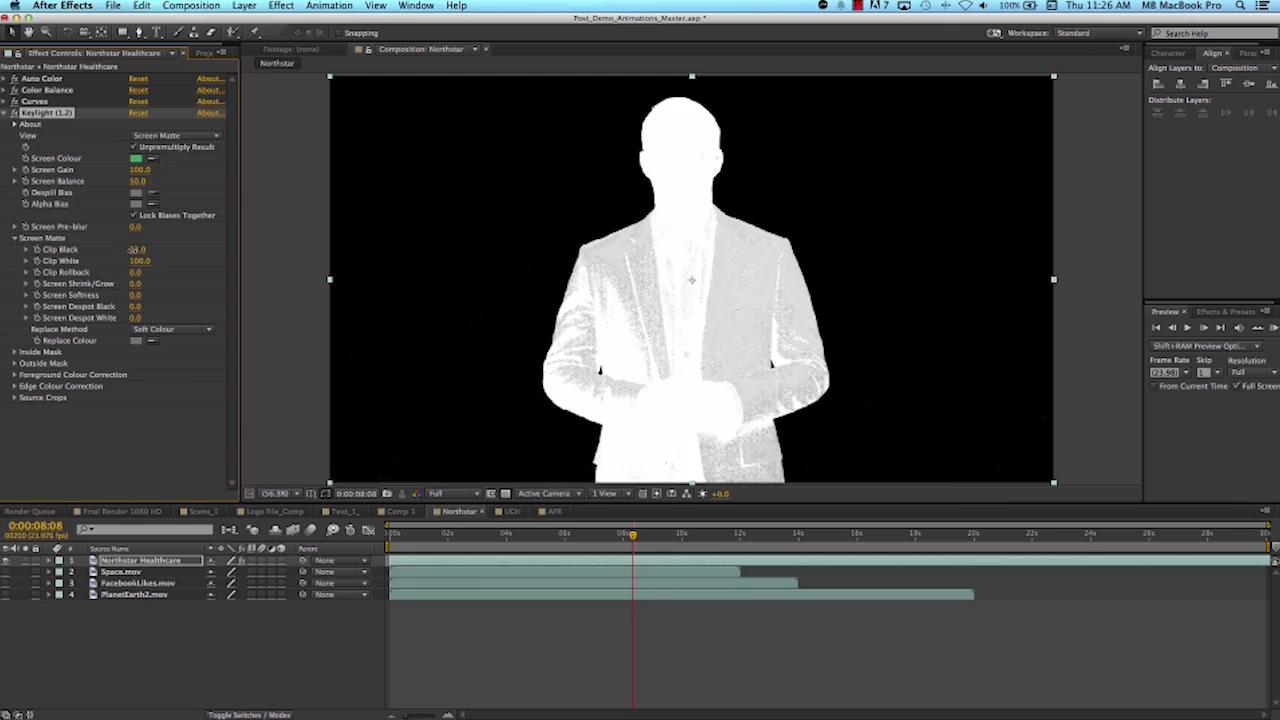 After Effects File Edit Composition Layer Effect Animation View Window Help 7 100% Thu 11:26 AM MB MacBook Pro
Post_Demo_Animations_Master.aep *
Snapping Workspace: Standard Search Help
Effect Controls: Northstar Healthcare Proje Footage: (none) Composition: Northstar Character Align Para
Northstar • Northstar Healthcare Northstar Align Layers to: Composition
Auto Color Reset About...
Color Balance Reset About... Distribute Layers:
Curves Reset About...
Keylight (1.2) Reset About...
About
View Screen Matte
Unpremultiply Result
Screen Colour
Screen Gain 100.0
Screen Balance 50.0
Despill Bias
Alpha Bias
Lock Biases Together
Screen Pre-blur 0.0
Screen Matte
Clip Black
Clip White 100.0
Clip Rollback 0.0
Screen Shrink/Grow 0.0
Screen Softness 0.0
Screen Despot Black 0.0
Screen Despot White 0.0
Replace Method Soft Colour
Replace Colour
Inside Mask
Outside Mask
Foreground Colour Correction
Edge Colour Correction
Source Crops
Preview Effects & Presets
Shift+RAM Preview Opti...
Frame Rate Skip Resolution
(23.98) 1 Full
From Current Time Full Screen
(56.3%) 0:00:08:08 Full Active Camera 1 View +0.0
Render Queue Final Render 1080 HD Scene_1 Logo File_Comp Text_1_ Comp 1 Northstar UCH AFR
0:00:08:08
00200 (23.976 fps)
:00s 02s 04s 06s 08s 10s 12s 14s 16s 18s 20s 22s 24s 26s 28s 30s
# Source Name Parent
1 Northstar Healthcare None
2 Space.mov None
3 FacebookLikes.mov None
4 PlanetEarth2.mov None
Toggle Switches / Modes